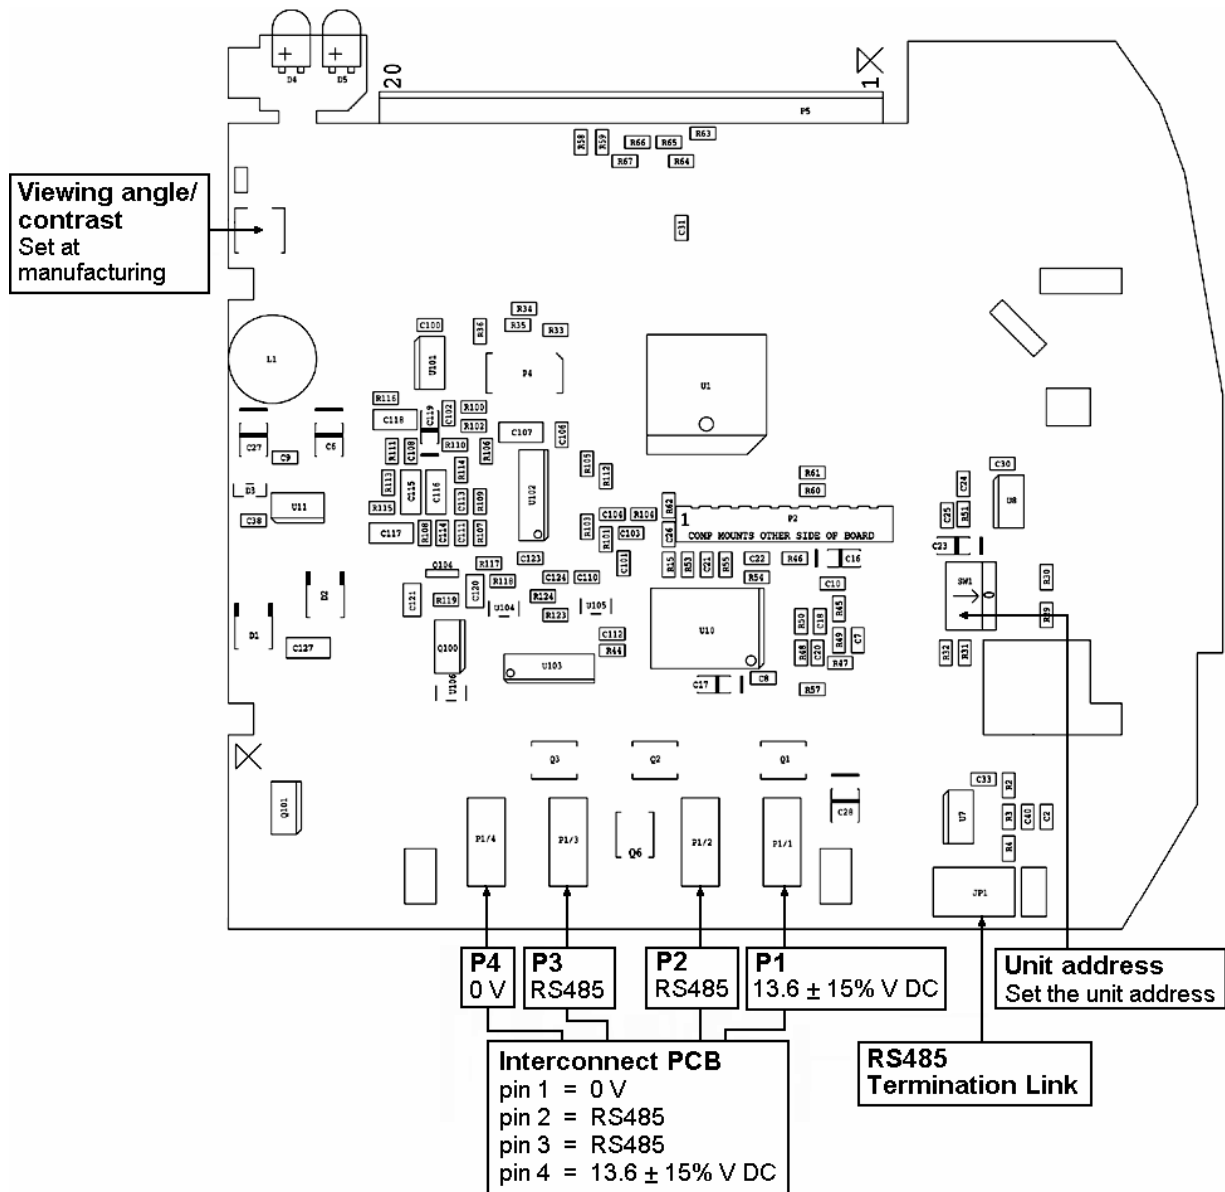 D4 D5
20
1
P5
R58 R59 R66 R65 R63
R67 R64
Viewing angle/
contrast
Set at
manufacturing
C31
R34
C100 R36 R35 R33
L1 U101 P4 U1
R116
C118 C119 C102 R100
R102 C107 C106
C27 C6 R111 C108 R110 R106
C9 R105 R61 C30
D3 R113 C115 C116 R114 R112 R60 C24 U8
U11 C113 R109 U102 R62
R115 C104 R104 1 P2 C25 R51
C38 R103
C117 R108 C114 C111 R107 R101 C103 C26 COMP MOUNTS OTHER SIDE OF BOARD
C23
Q104 R117 C123 C101 R15 R53 C21 R55 C22 R46 C16
R118 C124 C110 R54 C10 SW1 0 R30
D2 C121 R119 C120 R124
U104 R123 U105 R50 C18 R45 R29
D1 C127 Q100 C112 U10 R49 C7
U103 R44 R48 C20 R47 R32 R31
U106 C17 C8 R57
Q3 Q2 Q1
C33 R2
Q101 P1/4 P1/3 Q6 P1/2 P1/1 C28 U7 R3 C40 C2
R4
JP1
P4
0 V
P3
RS485
P2
RS485
P1
13.6 ± 15% V DC
Unit address
Set the unit address
Interconnect PCB
pin 1 = 0 V
pin 2 = RS485
pin 3 = RS485
pin 4 = 13.6 ± 15% V DC
RS485
Termination Link